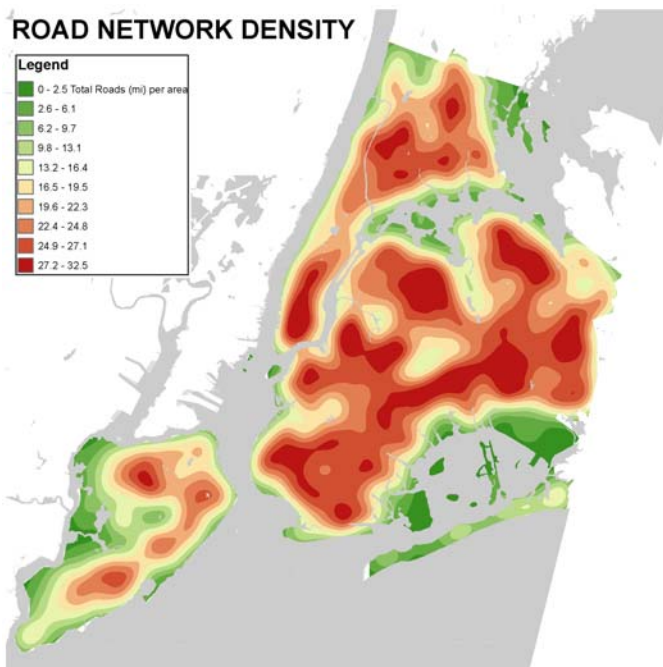 ROAD NETWORK DENSITY
Legend
0 - 2.5 Total Roads (mi) per area
2.6 - 6.1
6.2 - 9.7
9.8 - 13.1
13.2 - 16.4
16.5 - 19.5
19.6 - 22.3
22.4 - 24.8
24.9 - 27.1
27.2 - 32.5